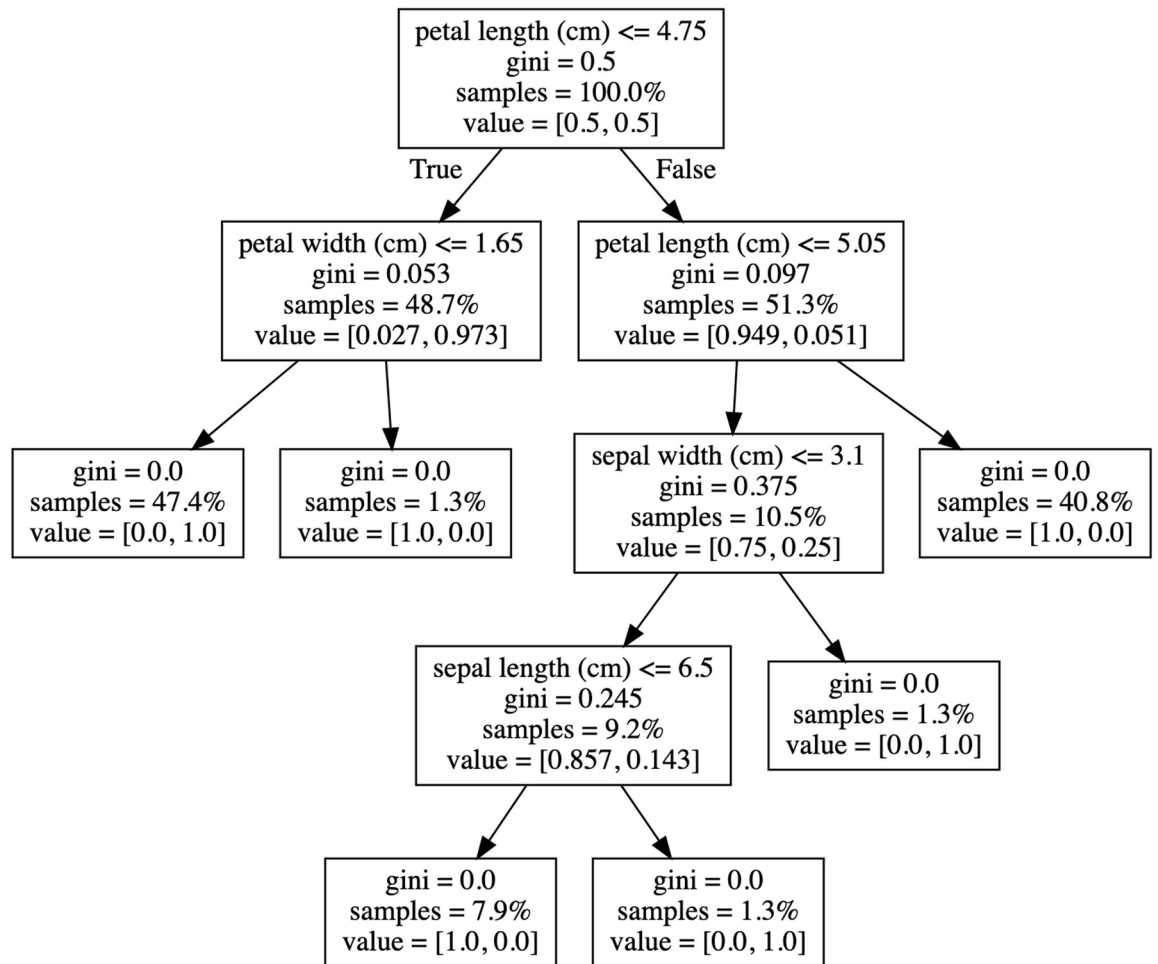 petal length (cm) <= 4.75
gini = 0.5
samples = 100.0%
value = [0.5, 0.5]
True
False
petal width (cm) <= 1.65
gini = 0.053
samples = 48.7%
value = [0.027, 0.973]
petal length (cm) <= 5.05
gini = 0.097
samples = 51.3%
value = [0.949, 0.051]
gini = 0.0
samples = 47.4%
value = [0.0, 1.0]
gini = 0.0
samples = 1.3%
value = [1.0, 0.0]
sepal width (cm) <= 3.1
gini = 0.375
samples = 10.5%
value = [0.75, 0.25]
gini = 0.0
samples = 40.8%
value = [1.0, 0.0]
sepal length (cm) <= 6.5
gini = 0.245
samples = 9.2%
value = [0.857, 0.143]
gini = 0.0
samples = 1.3%
value = [0.0, 1.0]
gini = 0.0
samples = 7.9%
value = [1.0, 0.0]
gini = 0.0
samples = 1.3%
value = [0.0, 1.0]